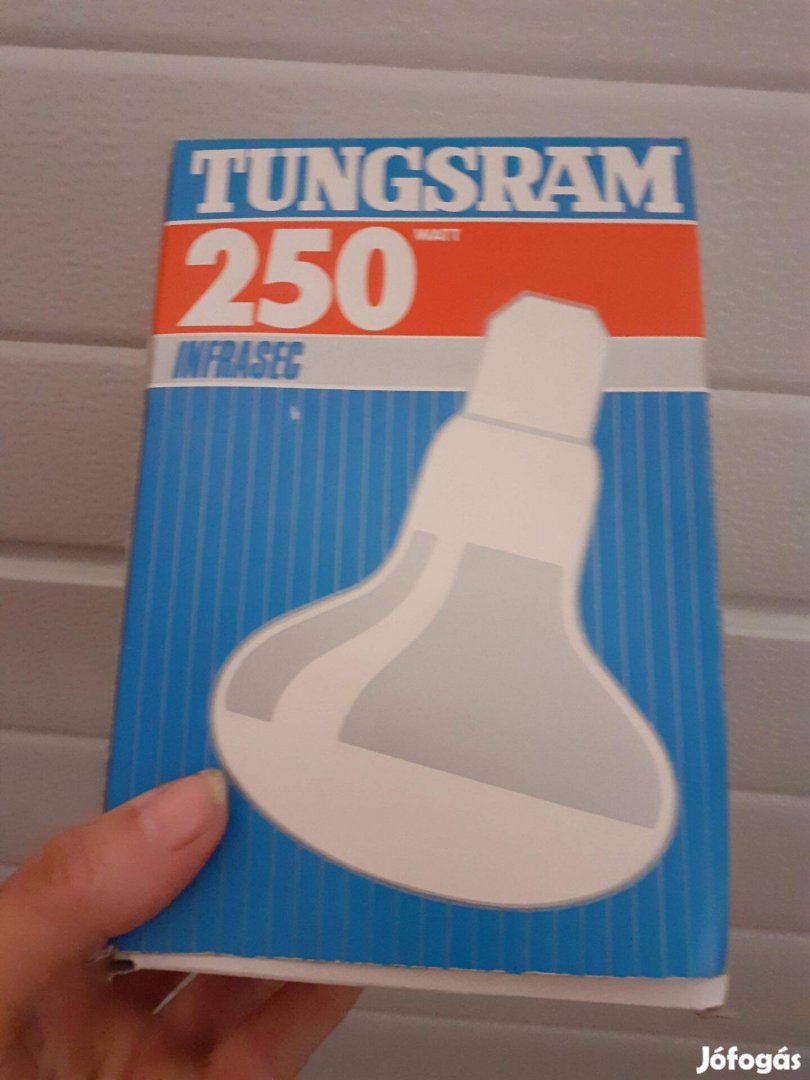 TUNGSRAM
250 WATT
INFRASEC
Jófogás